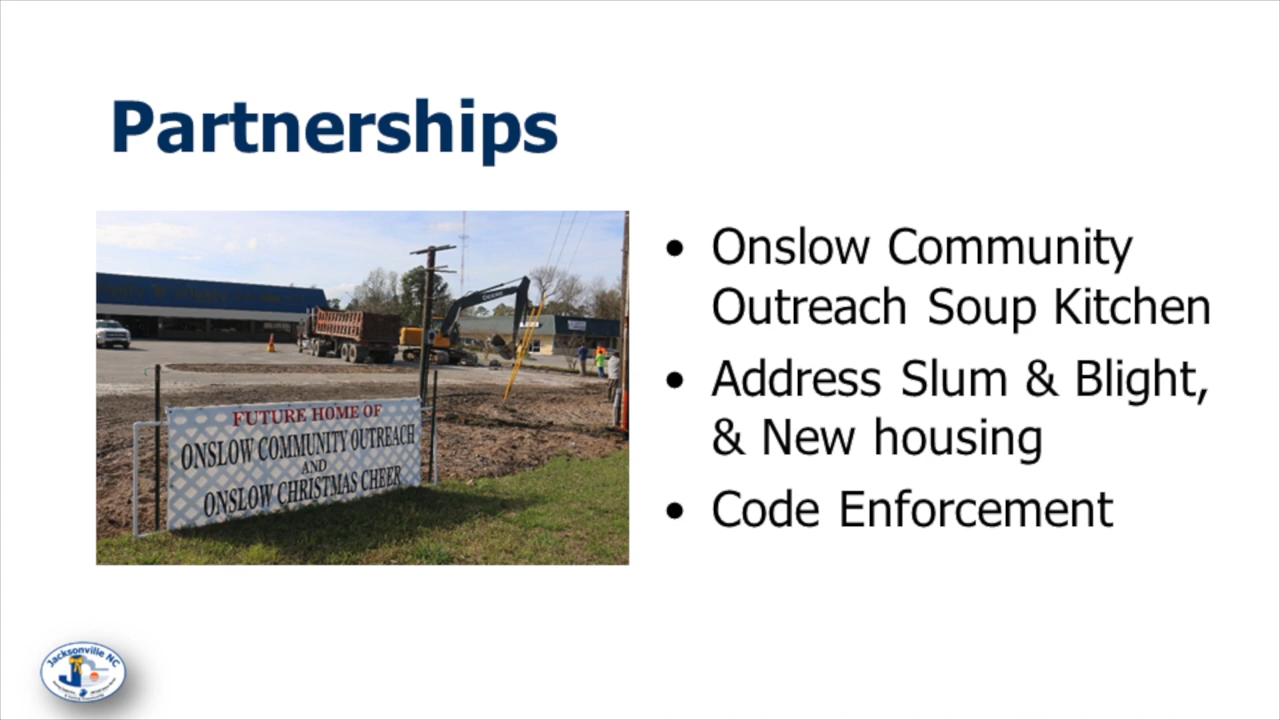 Partnerships
FUTURE HOME OF
ONSLOW COMMUNITY OUTREACH
AND
ONSLOW CHRISTMAS CHEER
• Onslow Community
Outreach Soup Kitchen
• Address Slum & Blight,
& New housing
• Code Enforcement
Jacksonville NC